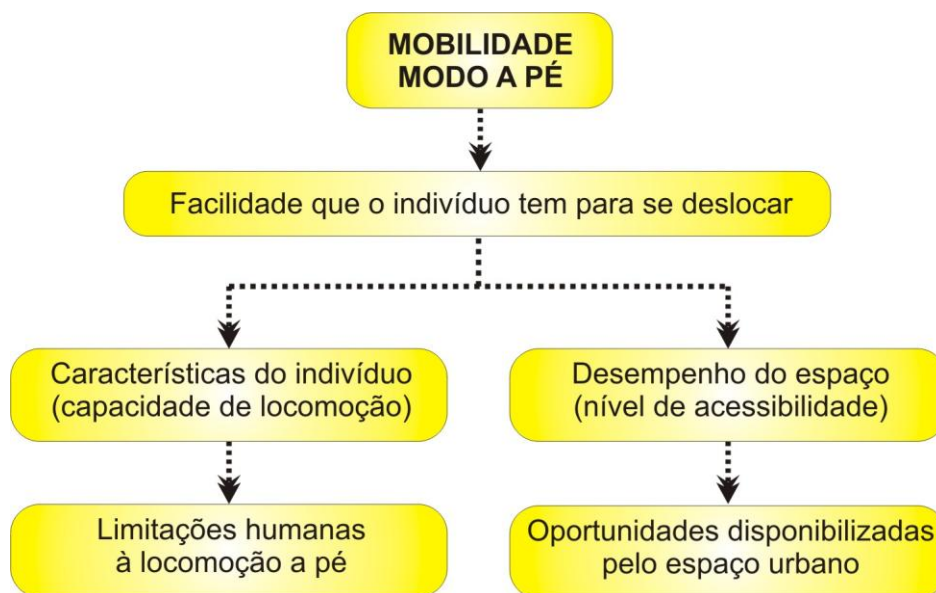 MOBILIDADE
MODO A PÉ
Facilidade que o indivíduo tem para se deslocar
Características do indivíduo
(capacidade de locomoção)
Desempenho do espaço
(nível de acessibilidade)
Limitações humanas
à locomoção a pé
Oportunidades disponibilizadas
pelo espaço urbano